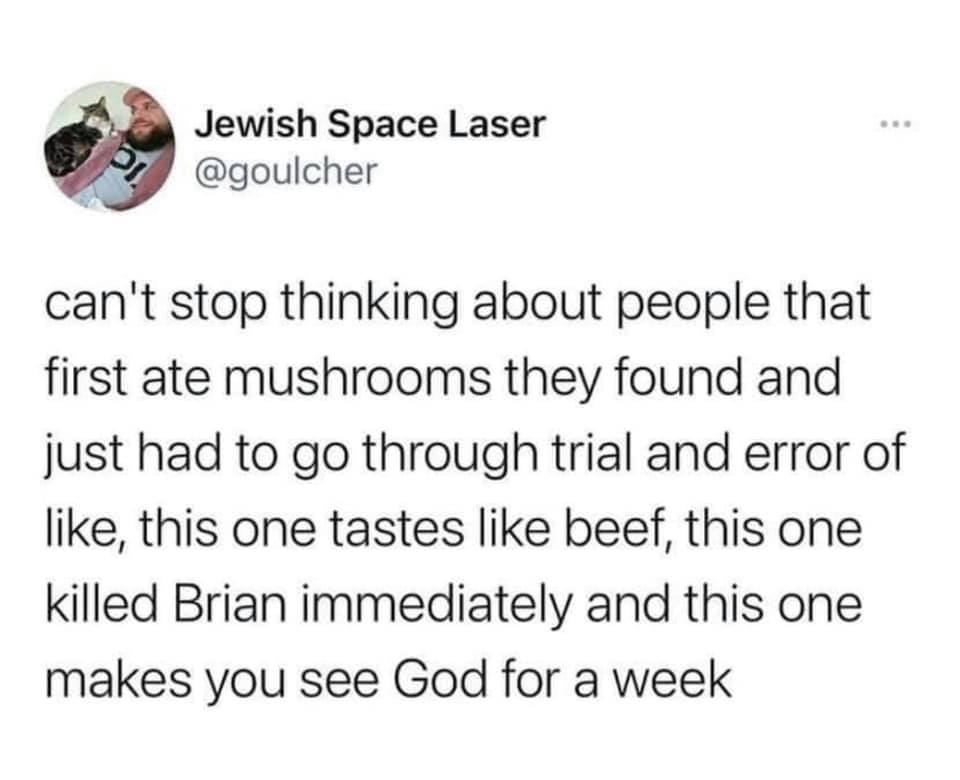 Jewish Space Laser
@goulcher
can't stop thinking about people that
first ate mushrooms they found and
just had to go through trial and error of
like, this one tastes like beef, this one
killed Brian immediately and this one
makes you see God for a week